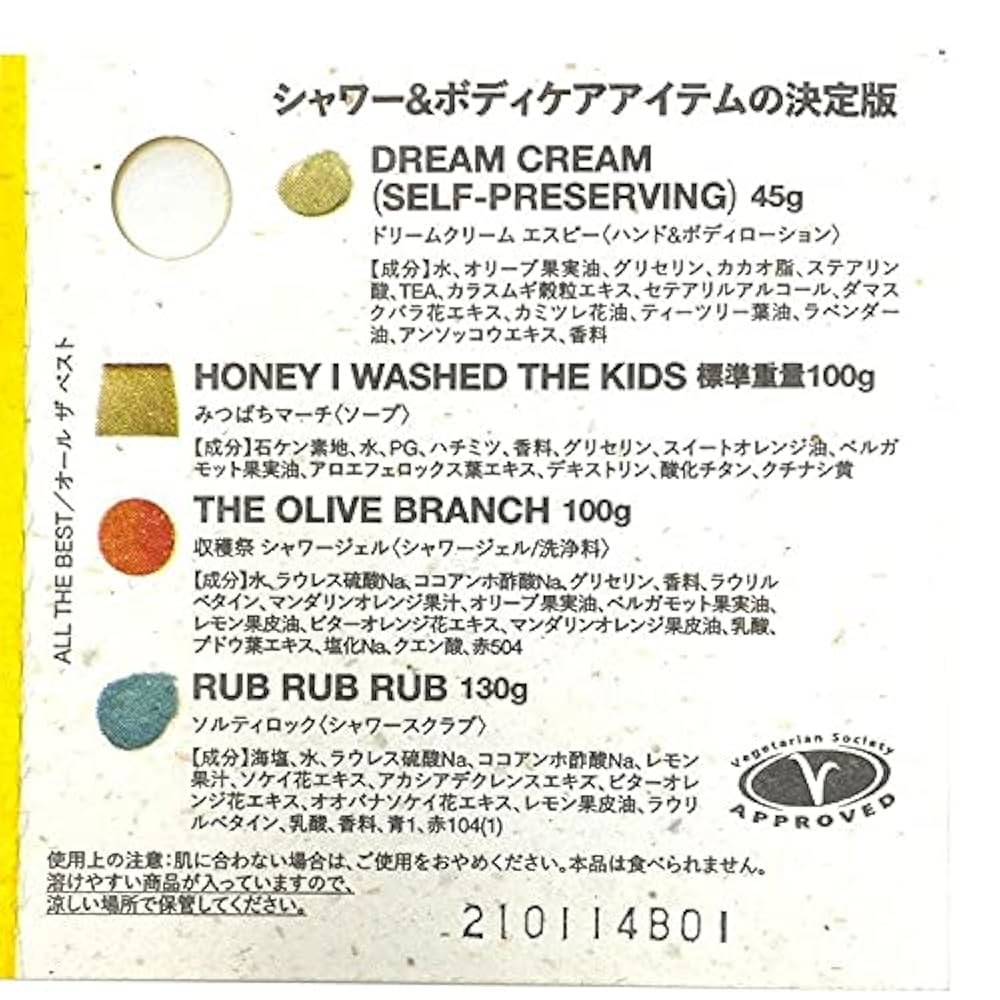 シャワー&ボディケアアイテムの決定版
DREAM CREAM
(SELF-PRESERVING) 45g
ドリームクリーム エスピー〈ハンド&ボディローション〉
【成分】水、オリーブ果実油、グリセリン、カカオ脂、ステアリン
酸、TEA、カラスムギ穀粒エキス、セテアリルアルコール、ダマス
クバラ花エキス、カミツレ花油、ティーツリー葉油、ラベンダー
油、アンソッコウエキス、香料
HONEY I WASHED THE KIDS 標準重量100g
みつばちマーチ〈ソープ〉
【成分】石ケン素地、水、PG、ハチミツ、香料、グリセリン、スイートオレンジ油、ベルガ
モット果実油、アロエフェロックス葉エキス、デキストリン、酸化チタン、クチナシ黄
THE OLIVE BRANCH 100g
収穫祭 シャワージェル〈シャワージェル/洗浄料〉
【成分】水、ラウレス硫酸Na、ココアンホ酢酸Na、グリセリン、香料、ラウリル
ベタイン、マンダリンオレンジ果汁、オリーブ果実油、ベルガモット果実油、
レモン果皮油、ビターオレンジ花エキス、マンダリンオレンジ果皮油、乳酸、
ブドウ葉エキス、塩化Na、クエン酸、赤504
RUB RUB RUB 130g
ソルティロック〈シャワースクラブ〉
【成分】海塩、水、ラウレス硫酸Na、ココアンホ酢酸Na、レモン
果汁、ソケイ花エキス、アカシアデクレンスエキス、ビターオレ
ンジ花エキス、オオバナソケイ花エキス、レモン果皮油、ラウリ
ルベタイン、乳酸、香料、青1、赤104(1)
ALL THE BEST/オール ザ ベスト
Vegetarian Society
V
APPROVED
使用上の注意:肌に合わない場合は、ご使用をおやめください。本品は食べられません。
溶けやすい商品が入っていますので、
涼しい場所で保管してください。
210114B01